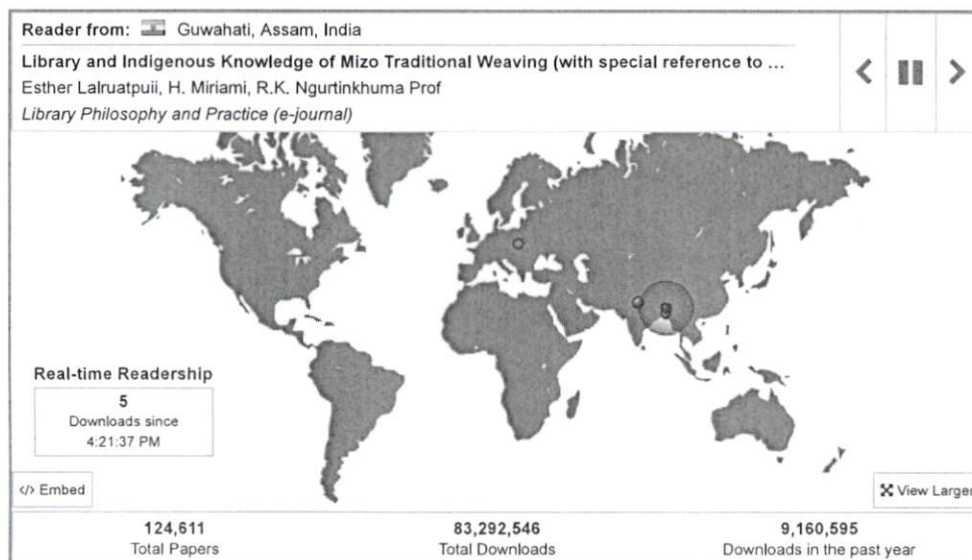 Reader from: Guwahati, Assam, India
Library and Indigenous Knowledge of Mizo Traditional Weaving (with special reference to ...
Esther Lalruatpuii, H. Miriami, R.K. Ngurtinkhuma Prof
Library Philosophy and Practice (e-journal)
Real-time Readership
5
Downloads since
4:21:37 PM
</> Embed
View Larger
124,611
Total Papers
83,292,546
Total Downloads
9,160,595
Downloads in the past year